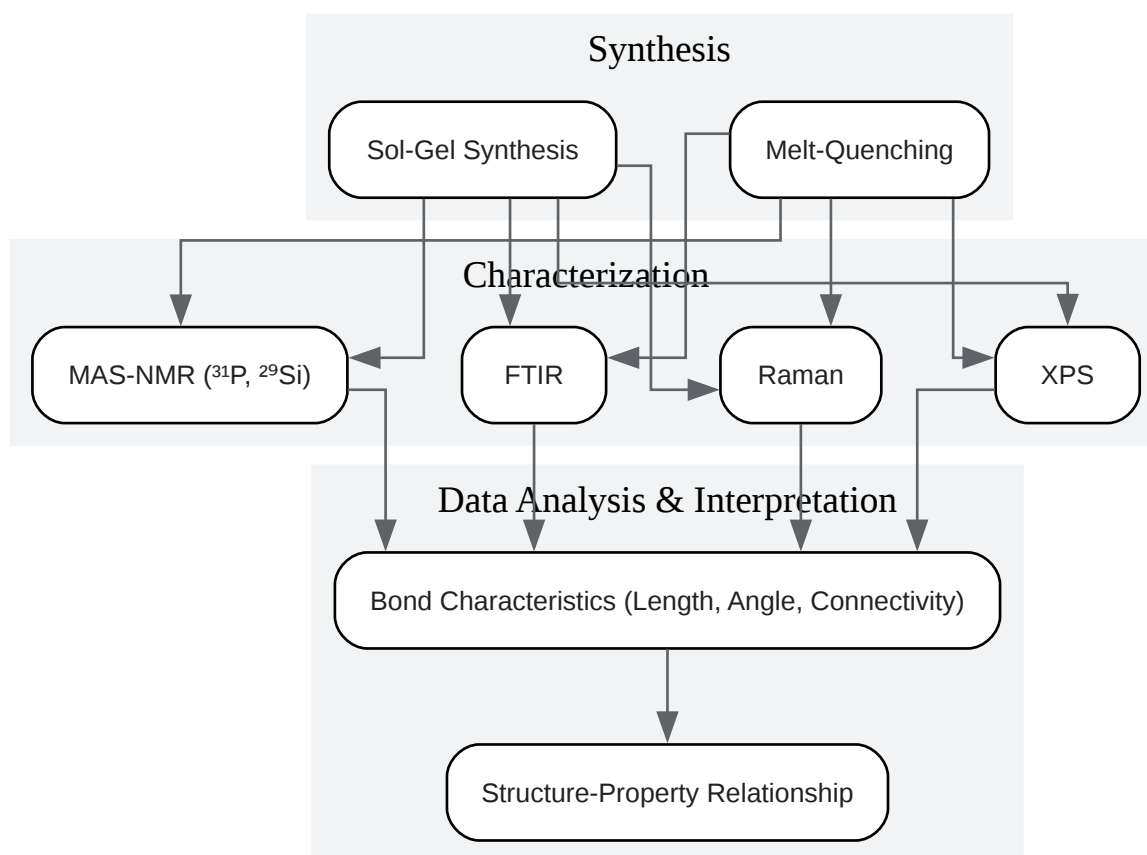 Synthesis
Sol-Gel Synthesis
Melt-Quenching
Characterization
MAS-NMR (³¹P, ²⁹Si)
FTIR
Raman
XPS
Data Analysis & Interpretation
Bond Characteristics (Length, Angle, Connectivity)
Structure-Property Relationship